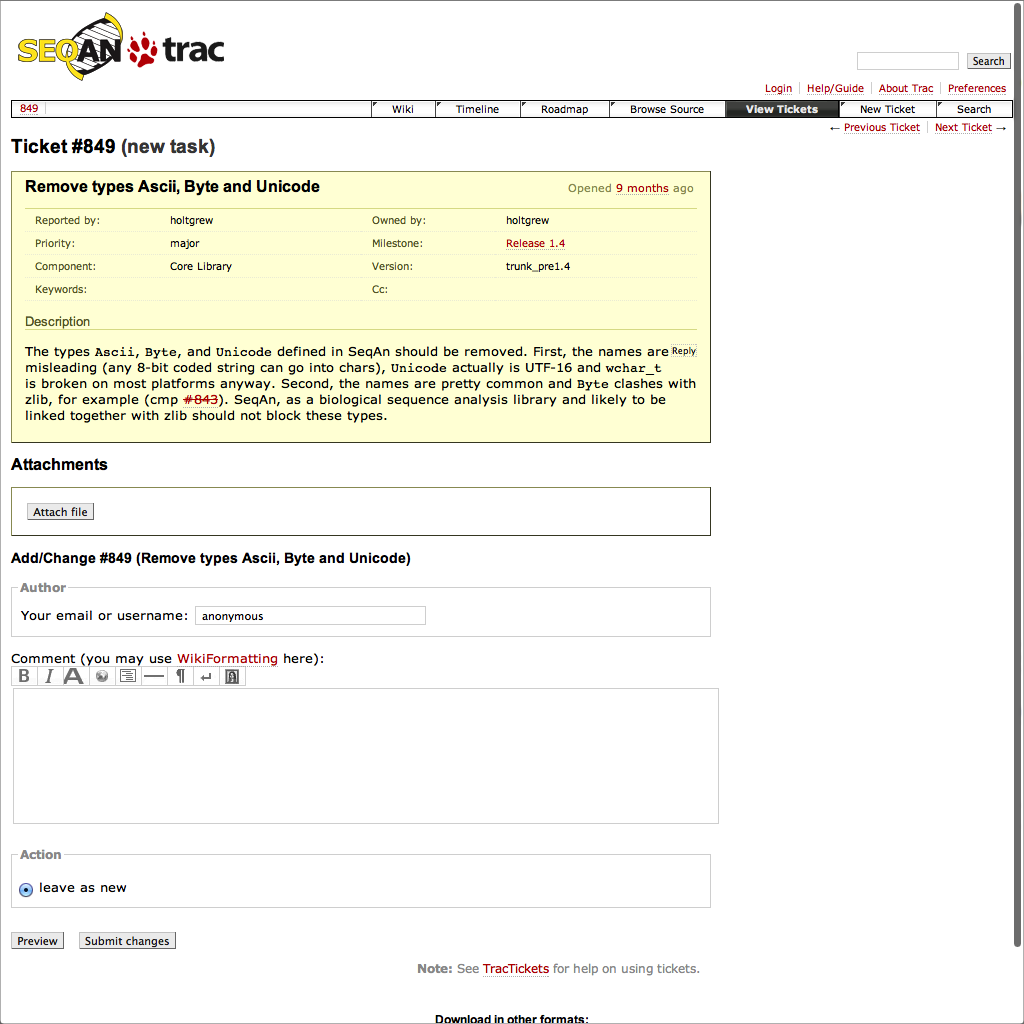 SEQAN trac
Search
Login Help/Guide About Trac Preferences
849 Wiki Timeline Roadmap Browse Source View Tickets New Ticket Search
← Previous Ticket Next Ticket →
Ticket #849 (new task)
Remove types Ascii, Byte and Unicode Opened 9 months ago
Reported by: holtgrew Owned by: holtgrew
Priority: major Milestone: Release 1.4
Component: Core Library Version: trunk_pre1.4
Keywords: Cc:
Description
The types Ascii, Byte, and Unicode defined in SeqAn should be removed. First, the names are Reply
misleading (any 8-bit coded string can go into chars), Unicode actually is UTF-16 and wchar_t
is broken on most platforms anyway. Second, the names are pretty common and Byte clashes with
zlib, for example (cmp #843). SeqAn, as a biological sequence analysis library and likely to be
linked together with zlib should not block these types.
Attachments
Attach file
Add/Change #849 (Remove types Ascii, Byte and Unicode)
Author
Your email or username: anonymous
Comment (you may use WikiFormatting here):
B I A ¶ ↵
Action
leave as new
Preview Submit changes
Note: See TracTickets for help on using tickets.
Download in other formats: